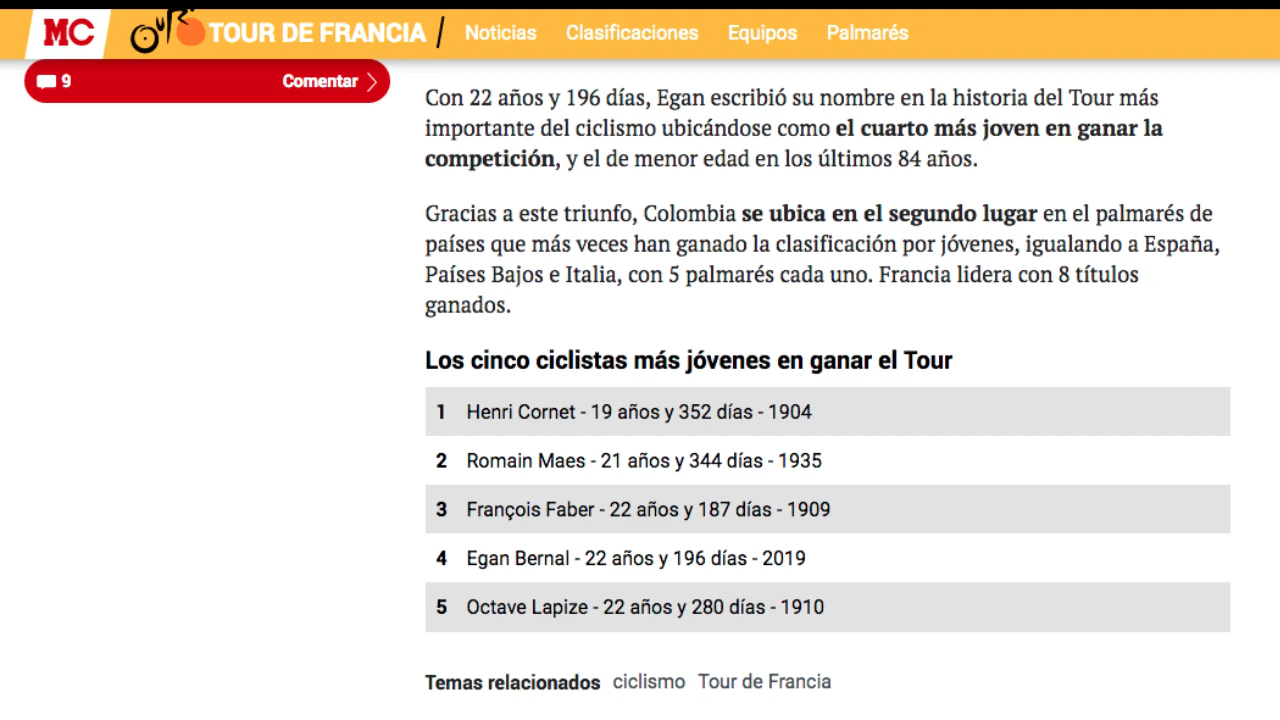 MC TOUR DE FRANCIA / Noticias Clasificaciones Equipos Palmarés
9 Comentar
Con 22 años y 196 días, Egan escribió su nombre en la historia del Tour más
importante del ciclismo ubicándose como el cuarto más joven en ganar la
competición, y el de menor edad en los últimos 84 años.
Gracias a este triunfo, Colombia se ubica en el segundo lugar en el palmarés de
países que más veces han ganado la clasificación por jóvenes, igualando a España,
Países Bajos e Italia, con 5 palmarés cada uno. Francia lidera con 8 títulos
ganados.
Los cinco ciclistas más jóvenes en ganar el Tour
1 Henri Cornet - 19 años y 352 días - 1904
2 Romain Maes - 21 años y 344 días - 1935
3 François Faber - 22 años y 187 días - 1909
4 Egan Bernal - 22 años y 196 días - 2019
5 Octave Lapize - 22 años y 280 días - 1910
Temas relacionados ciclismo Tour de Francia